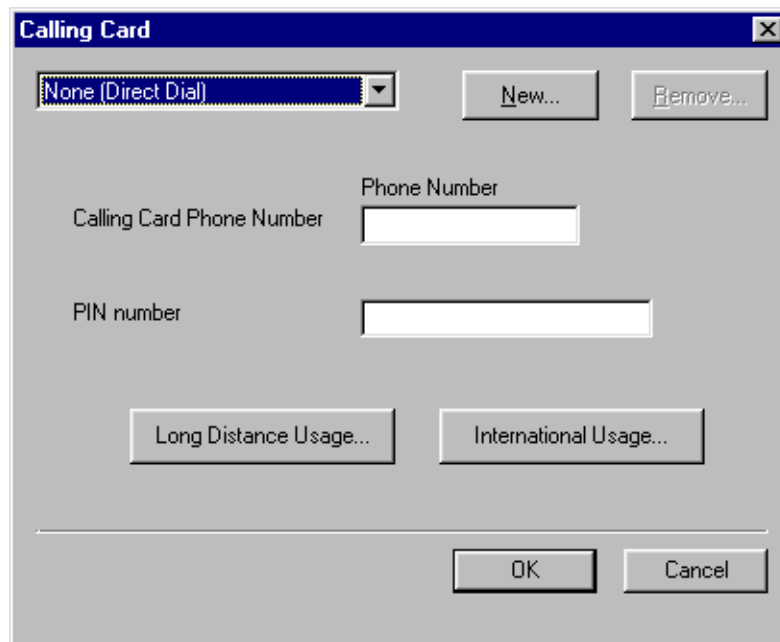 Calling Card
None (Direct Dial)
New...
Remove...
Phone Number
Calling Card Phone Number
PIN number
Long Distance Usage...
International Usage...
OK
Cancel